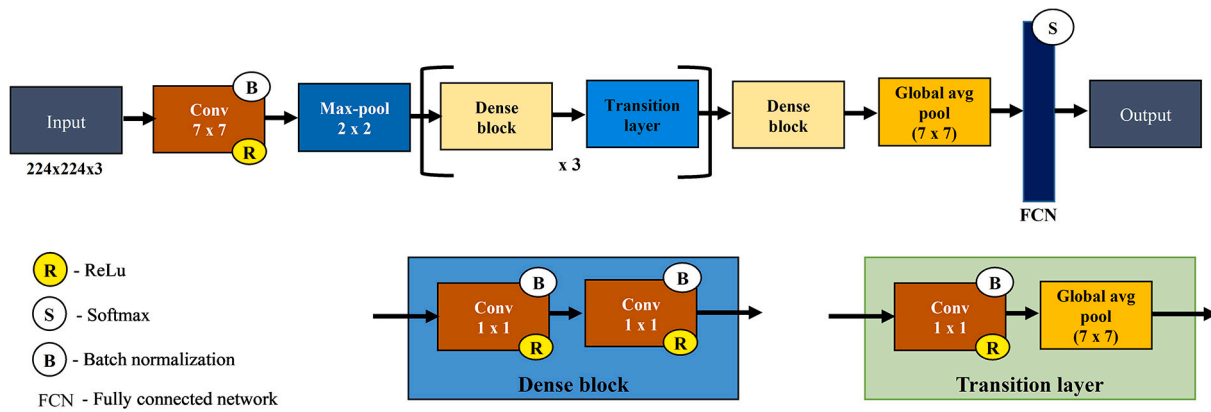 Input
224x224x3
B
Conv
7 x 7
R
Max-pool
2 x 2
Dense
block
x 3
Transition
layer
Dense
block
Global avg
pool
(7 x 7)
S
FCN
Output
R - ReLu
S - Softmax
B - Batch normalization
FCN - Fully connected network
B
Conv
1 x 1
R
B
Conv
1 x 1
R
Dense block
B
Conv
1 x 1
R
Global avg
pool
(7 x 7)
Transition layer